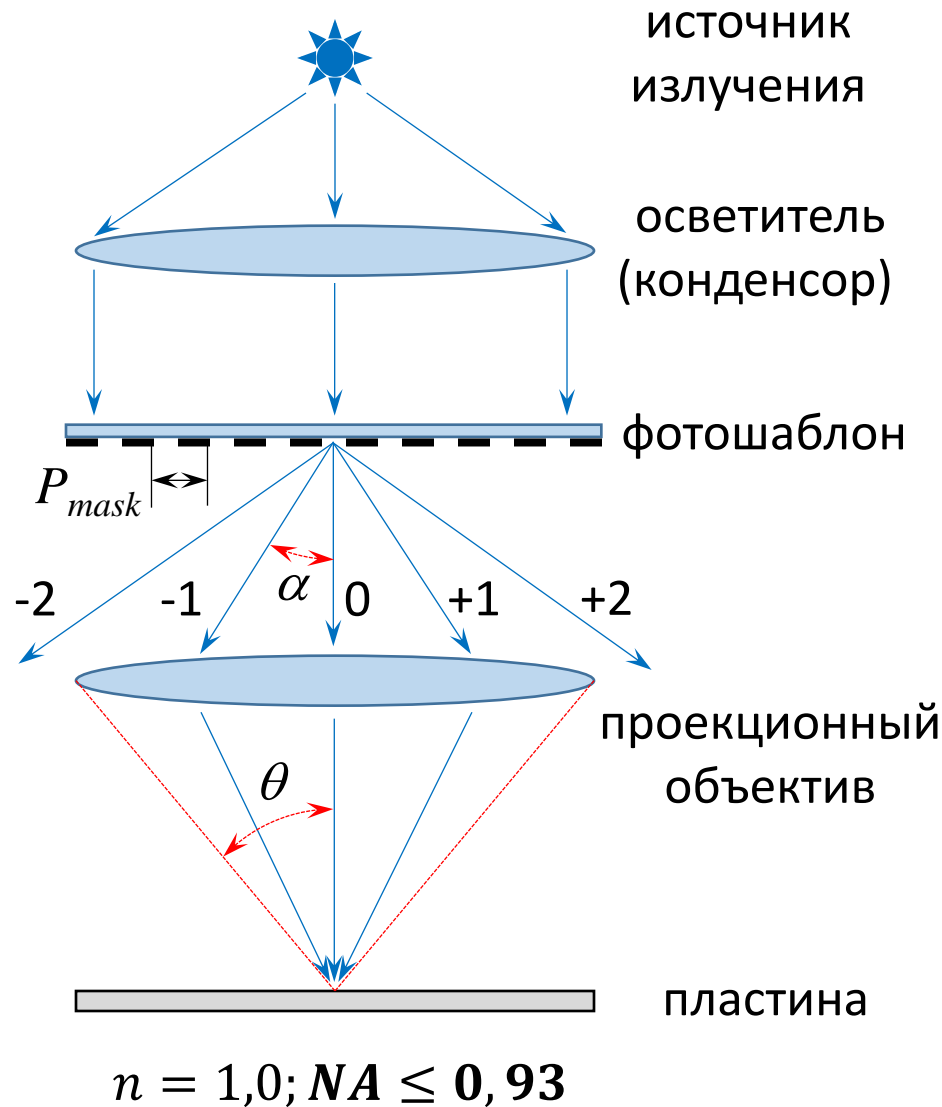 источник
излучения
осветитель
(конденсор)
фотошаблон
P_mask
α
-2 -1 0 +1 +2
проекционный
объектив
θ
пластина
n = 1,0; NA ≤ 0,93